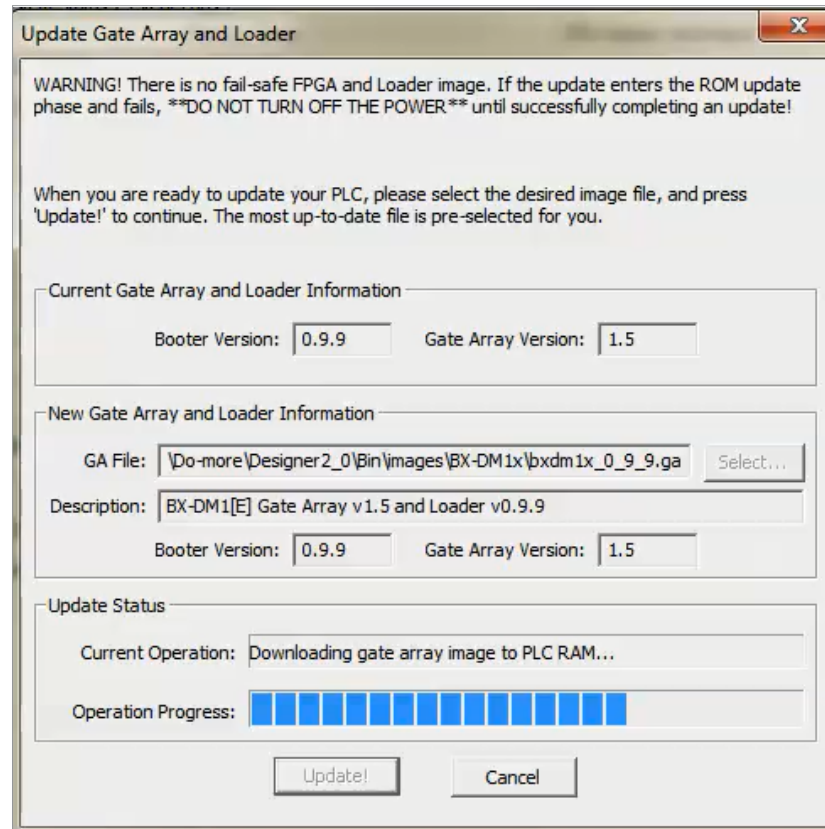 Update Gate Array and Loader
WARNING! There is no fail-safe FPGA and Loader image. If the update enters the ROM update
phase and fails, **DO NOT TURN OFF THE POWER** until successfully completing an update!
When you are ready to update your PLC, please select the desired image file, and press
'Update!' to continue. The most up-to-date file is pre-selected for you.
Current Gate Array and Loader Information
Booter Version: 0.9.9 Gate Array Version: 1.5
New Gate Array and Loader Information
GA File: \Do-more\Designer2_0\Bin\images\BX-DM1x\bxdm1x_0_9_9.ga Select...
Description: BX-DM1[E] Gate Array v1.5 and Loader v0.9.9
Booter Version: 0.9.9 Gate Array Version: 1.5
Update Status
Current Operation: Downloading gate array image to PLC RAM...
Operation Progress:
Update! Cancel